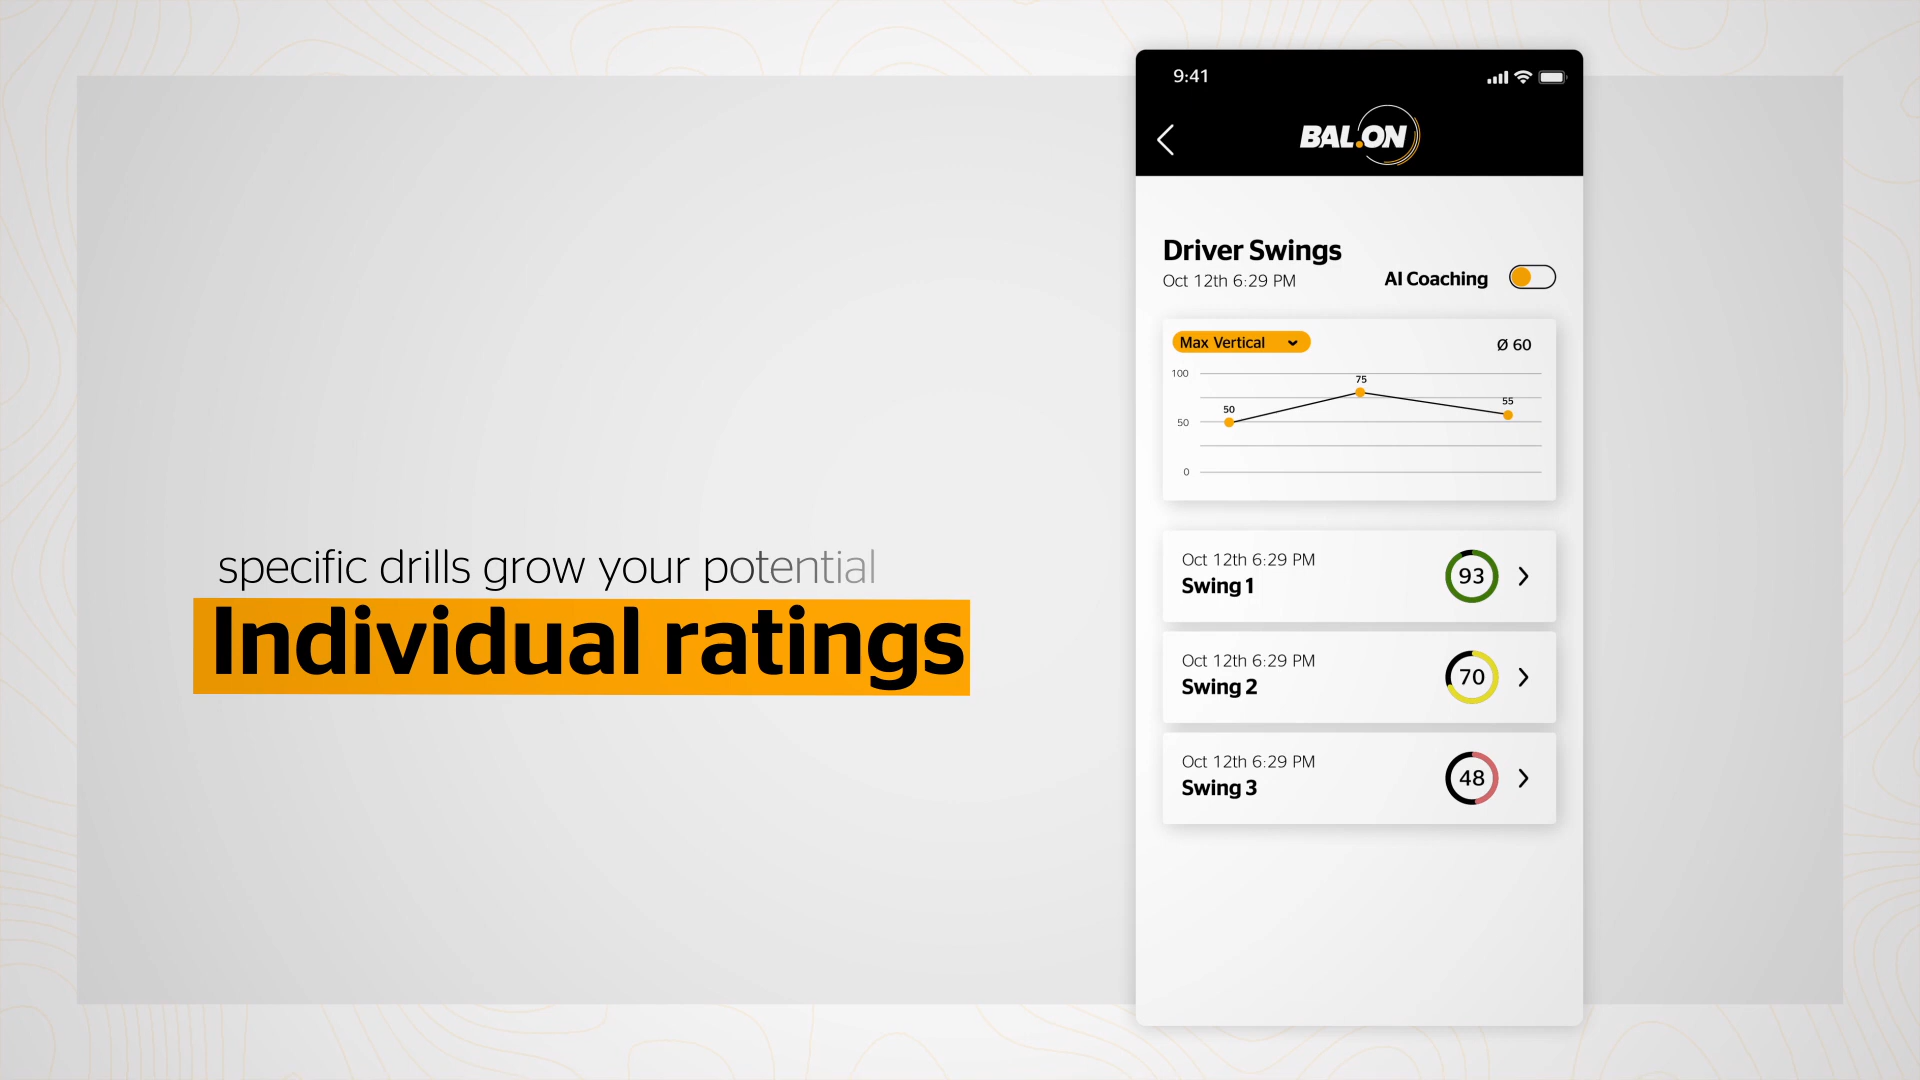 specific drills grow your potential
Individual ratings
9:41
BAL.ON
Driver Swings
Oct 12th 6:29 PM
AI Coaching
Max Vertical
Ø 60
100
50
0
50
75
55
Oct 12th 6:29 PM
Swing 1
93
Oct 12th 6:29 PM
Swing 2
70
Oct 12th 6:29 PM
Swing 3
48